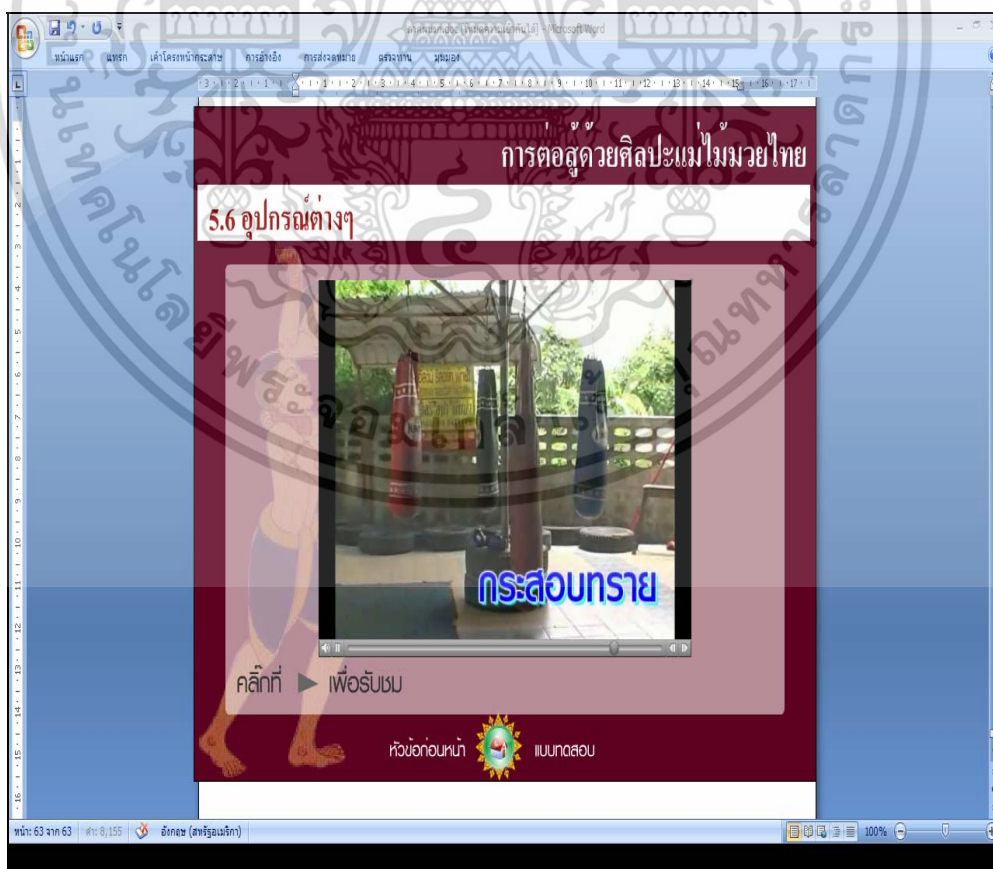 หน้าแรก แทรก เค้าโครงหน้ากระดาษ การอ้างอิง การส่งจดหมาย ตรวจทาน มุมมอง
การต่อสู้ด้วยศิลปะแม่ไม้มวยไทย
5.6 อุปกรณ์ต่างๆ
กระสอบทราย
คลิ๊กที่ ► เพื่อรับชม
หัวข้อก่อนหน้า แบบทดสอบ
หน้า: 63 จาก 63 คำ: 8,155 อังกฤษ (สหรัฐอเมริกา) 100%